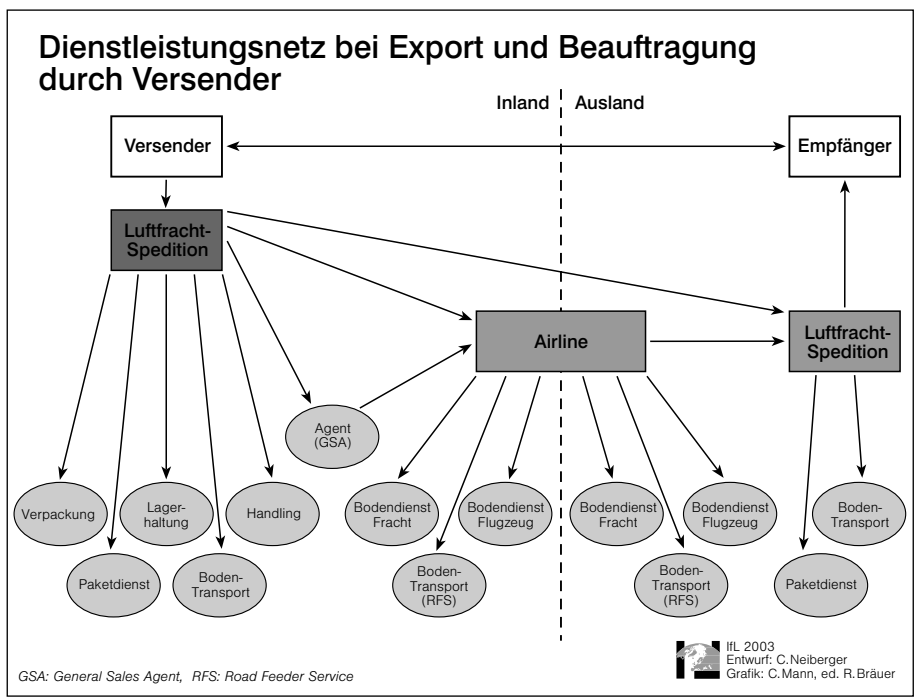 Dienstleistungsnetz bei Export und Beauftragung
durch Versender
Inland
Ausland
Versender
Empfänger
Luftfracht-
Spedition
Airline
Luftfracht-
Spedition
Agent
(GSA)
Verpackung
Lager-
haltung
Handling
Bodendienst
Fracht
Bodendienst
Flugzeug
Bodendienst
Fracht
Bodendienst
Flugzeug
Boden-
Transport
Paketdienst
Boden-
Transport
Boden-
Transport
(RFS)
Boden-
Transport
(RFS)
Paketdienst
GSA: General Sales Agent, RFS: Road Feeder Service
IfL 2003
Entwurf: C.Neiberger
Grafik: C.Mann, ed. R.Bräuer